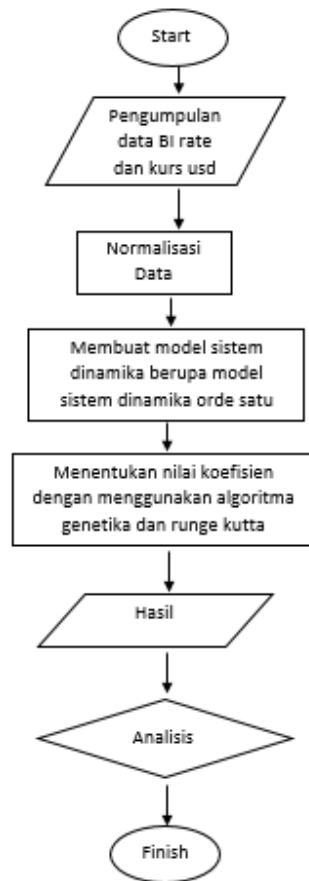 Start
Pengumpulan
data BI rate
dan kurs usd
Normalisasi
Data
Membuat model sistem
dinamika berupa model
sistem dinamika orde satu
Menentukan nilai koefisien
dengan menggunakan algoritma
genetika dan runge kutta
Hasil
Analisis
Finish